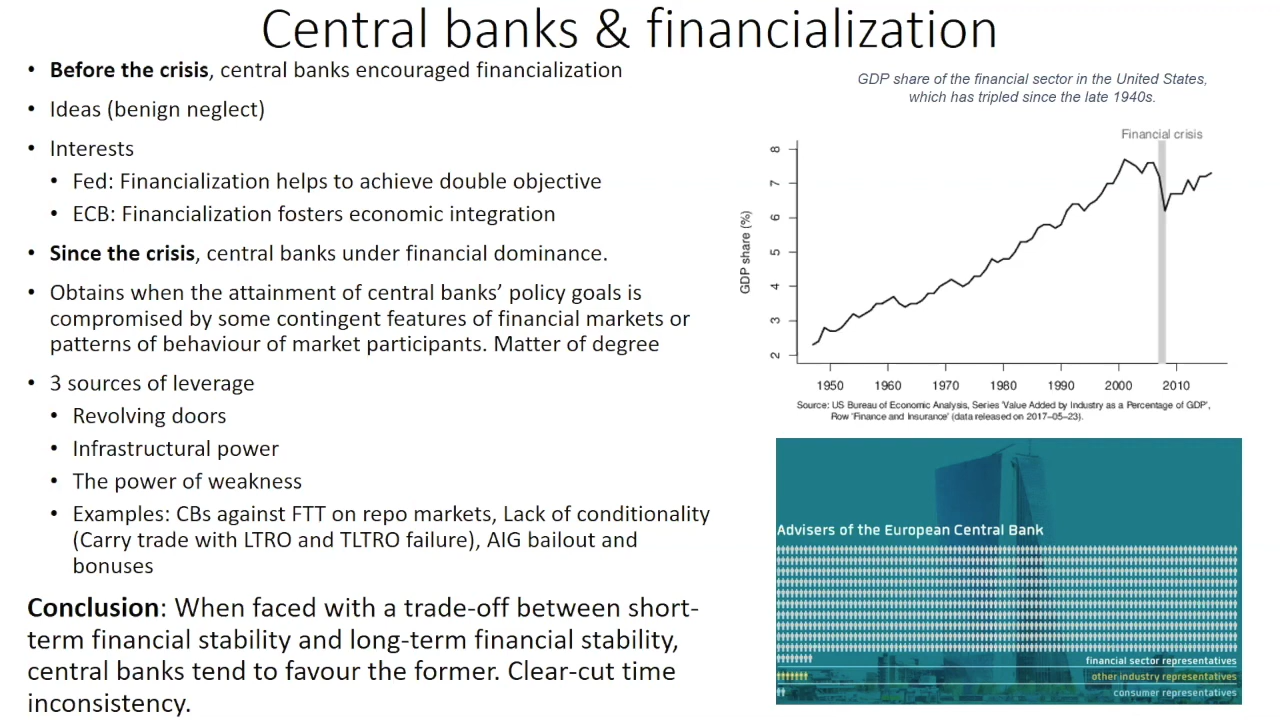 Central banks & financialization
• Before the crisis, central banks encouraged financialization
• Ideas (benign neglect)
• Interests
• Fed: Financialization helps to achieve double objective
• ECB: Financialization fosters economic integration
• Since the crisis, central banks under financial dominance.
• Obtains when the attainment of central banks’ policy goals is
compromised by some contingent features of financial markets or
patterns of behaviour of market participants. Matter of degree
• 3 sources of leverage
• Revolving doors
• Infrastructural power
• The power of weakness
• Examples: CBs against FTT on repo markets, Lack of conditionality
(Carry trade with LTRO and TLTRO failure), AIG bailout and
bonuses
Conclusion: When faced with a trade-off between short-
term financial stability and long-term financial stability,
central banks tend to favour the former. Clear-cut time
inconsistency.
GDP share of the financial sector in the United States,
which has tripled since the late 1940s.
Financial crisis
GDP share (%)
8
7
6
5
4
3
2
1950 1960 1970 1980 1990 2000 2010
Source: US Bureau of Economic Analysis, Series 'Value Added by Industry as a Percentage of GDP',
Row 'Finance and Insurance' (data released on 2017-05-23).
Advisers of the European Central Bank
financial sector representatives
other industry representatives
consumer representatives